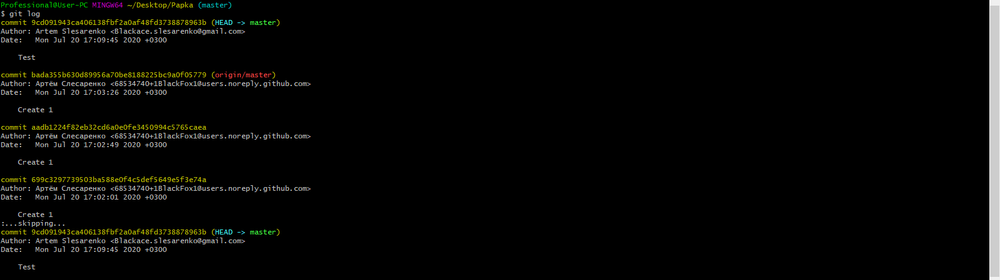 Professional@User-PC MINGW64 ~/Desktop/Papka (master)
$ git log
commit 9cd091943ca406138fbf2a0af48fd3738878963b (HEAD -> master)
Author: Artem Slesarenko <Blackace.slesarenko@gmail.com>
Date:   Mon Jul 20 17:09:45 2020 +0300
    Test
commit bada355b630d89956a70be8188225bc9a0f05779 (origin/master)
Author: Артём Слесаренко <68534740+1BlackFox1@users.noreply.github.com>
Date:   Mon Jul 20 17:03:26 2020 +0300
    Create 1
commit aadb1224f82eb32cd6a0e0fe3450994c5765caea
Author: Артём Слесаренко <68534740+1BlackFox1@users.noreply.github.com>
Date:   Mon Jul 20 17:02:49 2020 +0300
    Create 1
commit 699c3297739503ba588e0f4c5def5649e5f3e74a
Author: Артём Слесаренко <68534740+1BlackFox1@users.noreply.github.com>
Date:   Mon Jul 20 17:02:01 2020 +0300
    Create 1
:...skipping...
commit 9cd091943ca406138fbf2a0af48fd3738878963b (HEAD -> master)
Author: Artem Slesarenko <Blackace.slesarenko@gmail.com>
Date:   Mon Jul 20 17:09:45 2020 +0300
    Test